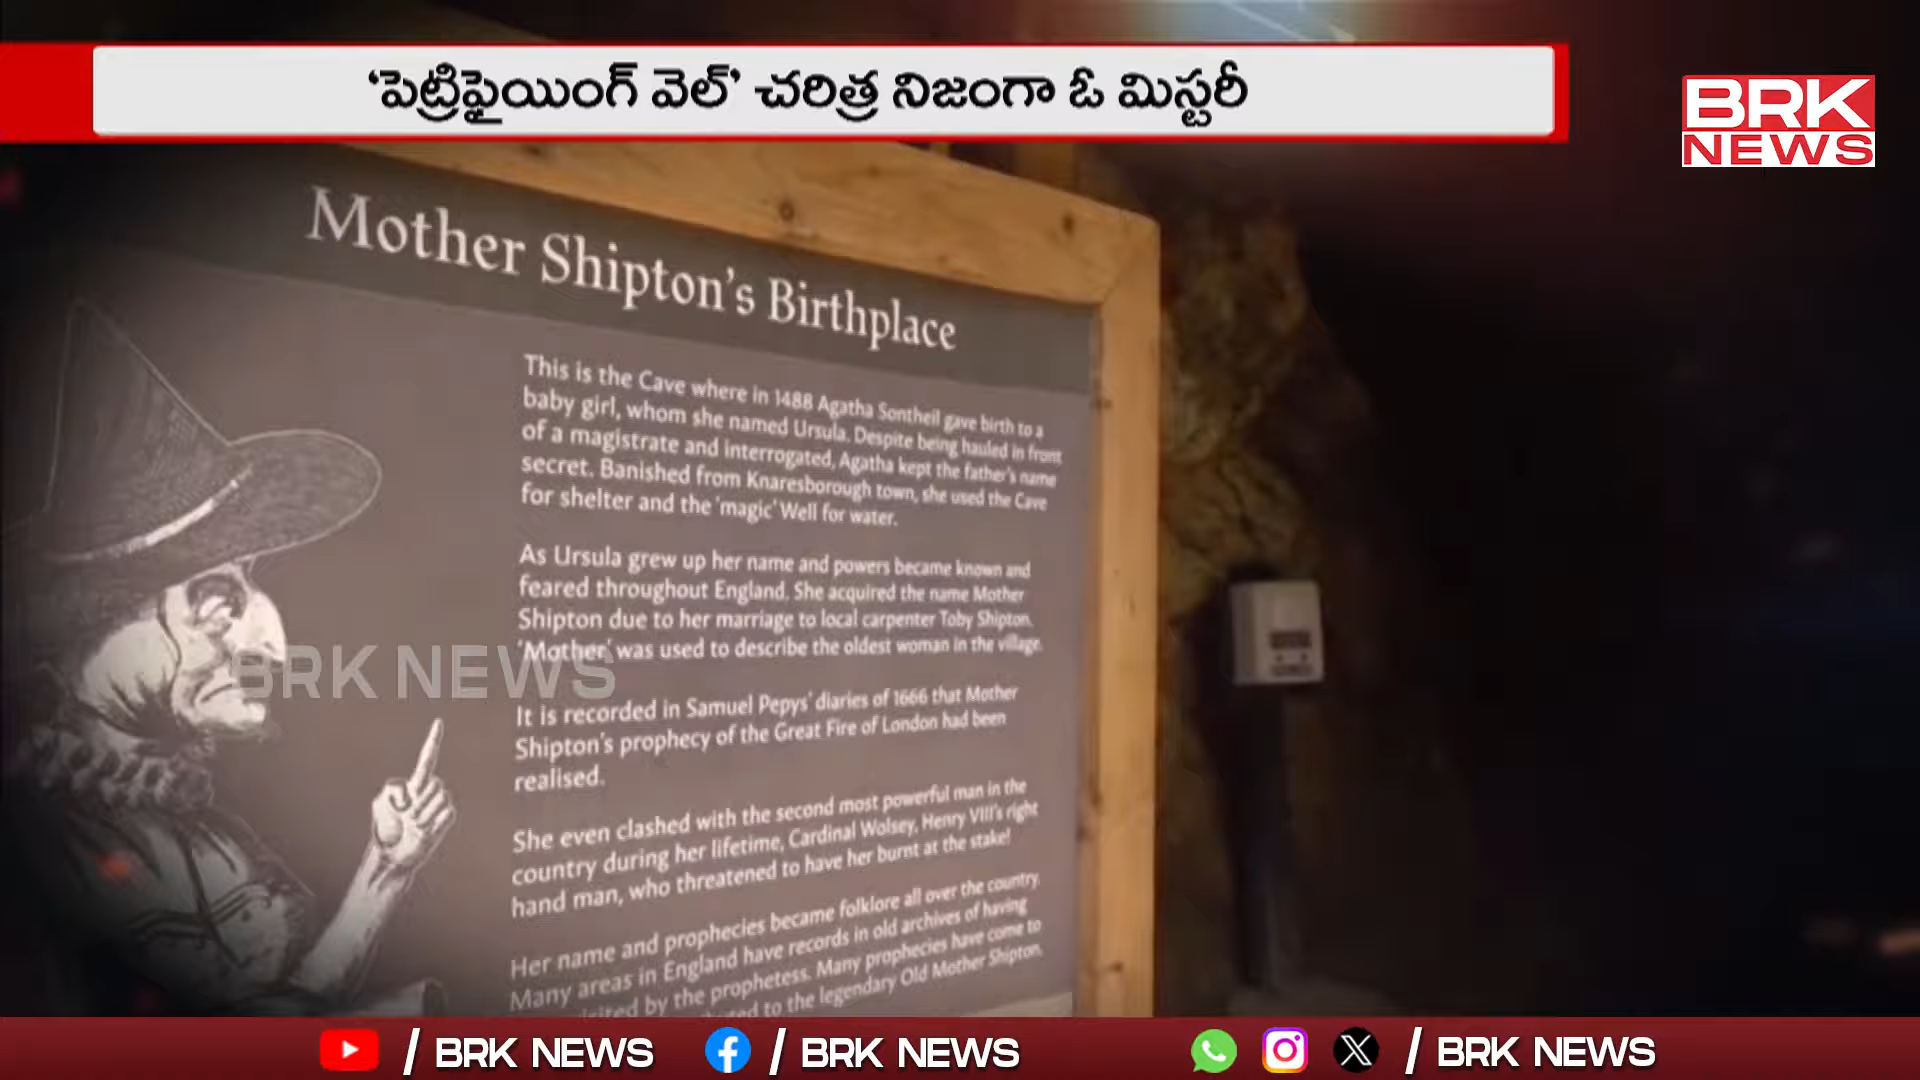 ‘పెట్రిఫైయింగ్ వెల్’ చరిత్ర నిజంగా ఓ మిస్టరీ
BRK
NEWS
Mother Shipton's Birthplace
This is the Cave where in 1488 Agatha Sontheil gave birth to a
baby girl, whom she named Ursula. Despite being hauled in front
of a magistrate and interrogated, Agatha kept the father's name
secret. Banished from Knaresborough town, she used the Cave
for shelter and the 'magic' Well for water.
As Ursula grew up her name and powers became known and
feared throughout England. She acquired the name Mother
Shipton due to her marriage to local carpenter Toby Shipton.
'Mother' was used to describe the oldest woman in the village.
BRK NEWS
It is recorded in Samuel Pepys' diaries of 1666 that Mother
Shipton's prophecy of the Great Fire of London had been
realised.
She even clashed with the second most powerful man in the
country during her lifetime, Cardinal Wolsey, Henry VIII's right
hand man, who threatened to have her burnt at the stake!
Her name and prophecies became folklore all over the country.
Many areas in England have records in old archives of having
by the prophetess. Many prophecies have come to
to the legendary Old Mother Shipton.
/ BRK NEWS
/ BRK NEWS
/ BRK NEWS